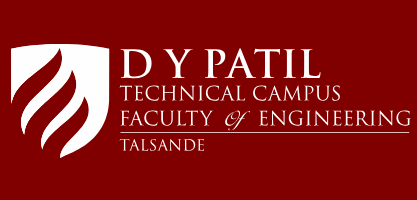 D Y PATIL
TECHNICAL CAMPUS
FACULTY of ENGINEERING
TALSANDE